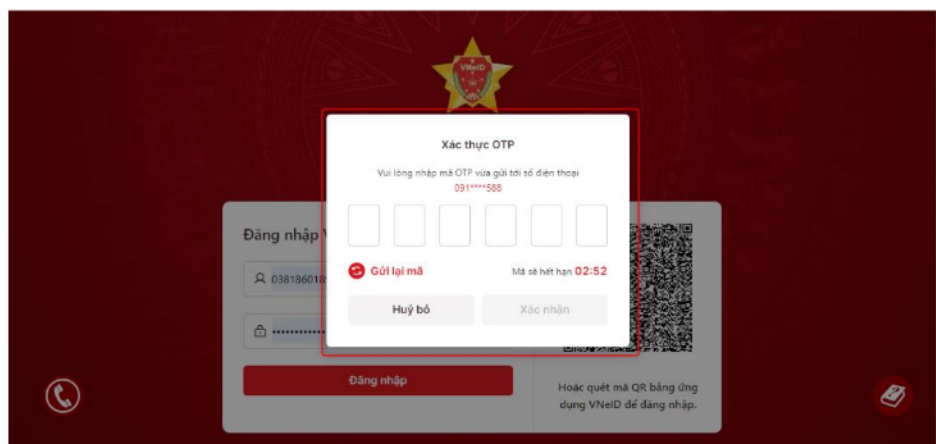 VNeID
Xác thực OTP
Vui lòng nhập mã OTP vừa gửi tới số điện thoại
091****588
Đăng nhập
03818601
Gửi lại mã
Mã sẽ hết hạn 02:52
Huỷ bỏ
Xác nhận
Đăng nhập
Hoặc quét mã QR bằng ứng
dụng VNeID để đăng nhập.